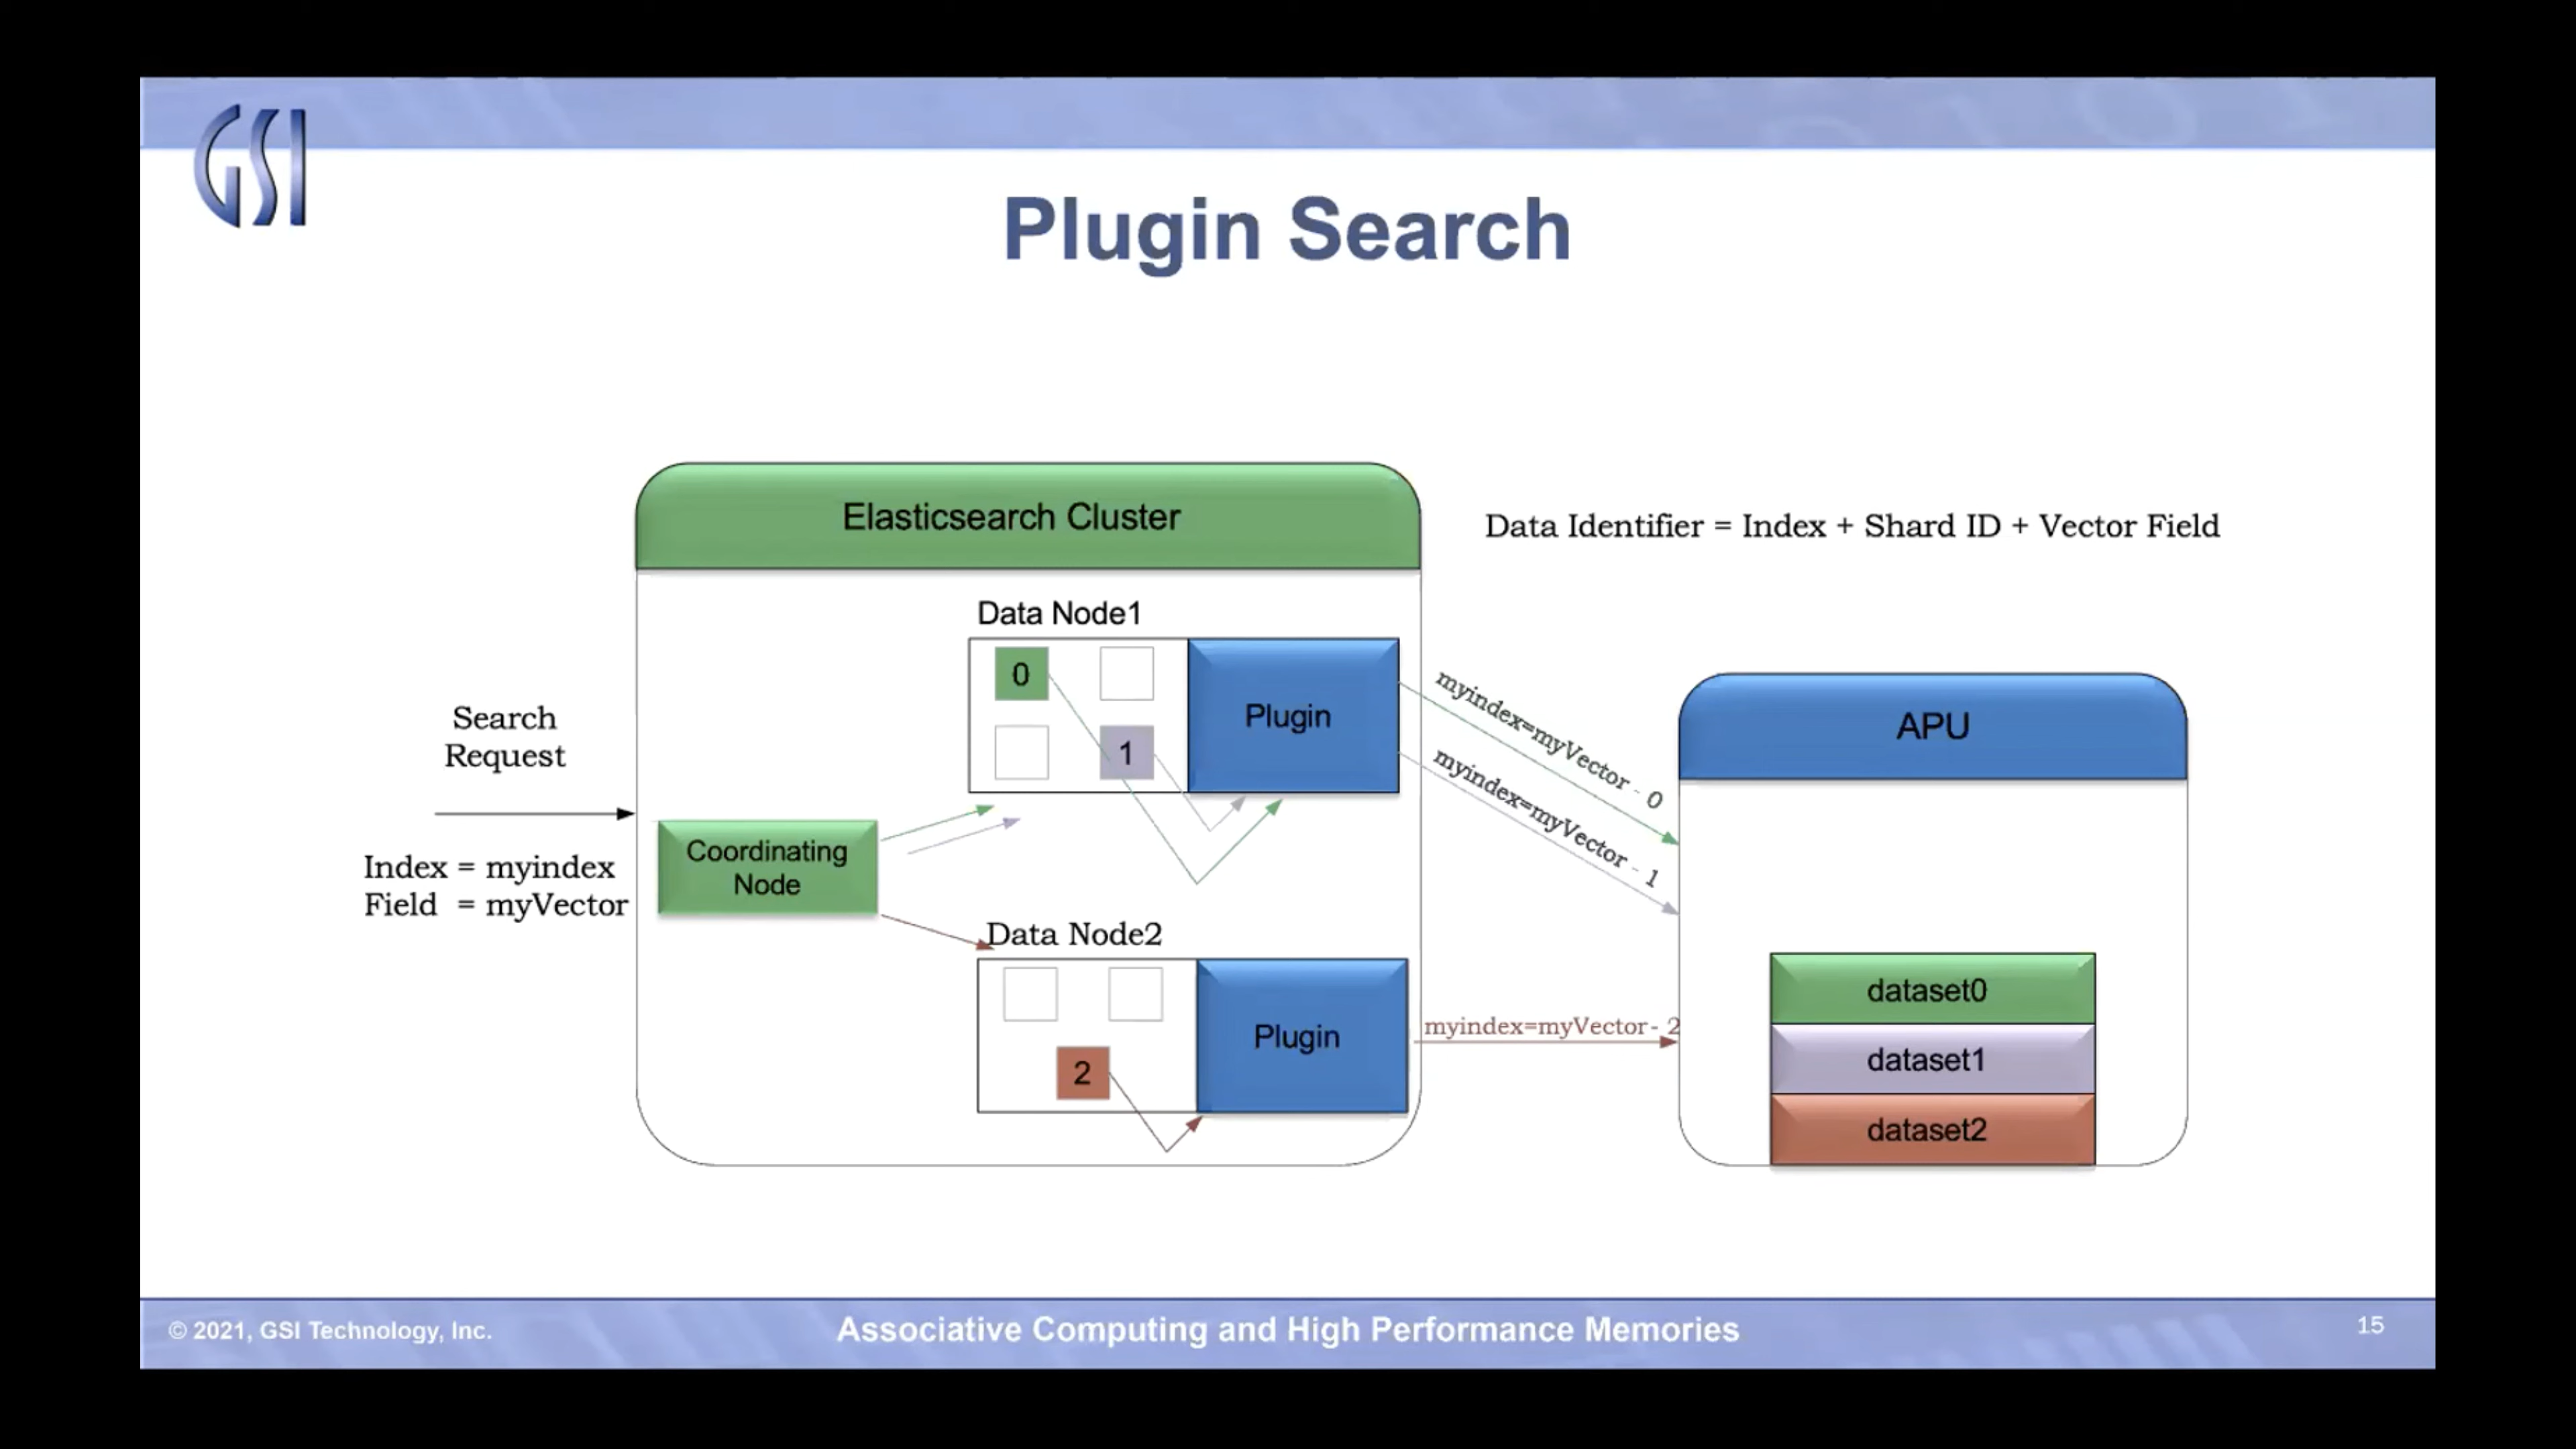 GSI
Plugin Search
Elasticsearch Cluster
Data Identifier = Index + Shard ID + Vector Field
Data Node1
0
1
Plugin
myindex=myVector - 0
myindex=myVector - 1
APU
Search
Request
Index = myindex
Field = myVector
Coordinating
Node
Data Node2
2
Plugin
myindex=myVector- 2
dataset0
dataset1
dataset2
© 2021, GSI Technology, Inc.
Associative Computing and High Performance Memories
15